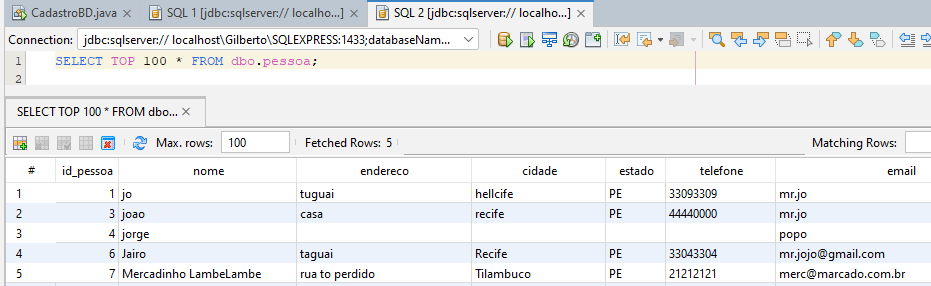 CadastroBD.java SQL 1 [jdbc:sqlserver:// localho...] SQL 2 [jdbc:sqlserver:// localho...]
Connection: jdbc:sqlserver:// localhost\Gilberto\SQLEXPRESS:1433;databaseNam...
1 SELECT TOP 100 * FROM dbo.pessoa;
2
SELECT TOP 100 * FROM dbo...
Max. rows: 100 Fetched Rows: 5 Matching Rows:
# id_pessoa nome endereco cidade estado telefone email
1 1 jo tuguai hellcife PE 33093309 mr.jo
2 3 joao casa recife PE 44440000 mr.jo
3 4 jorge popo
4 6 Jairo taguai Recife PE 33043304 mr.jojo@gmail.com
5 7 Mercadinho LambeLambe rua to perdido Tilambuco PE 21212121 merc@marcado.com.br